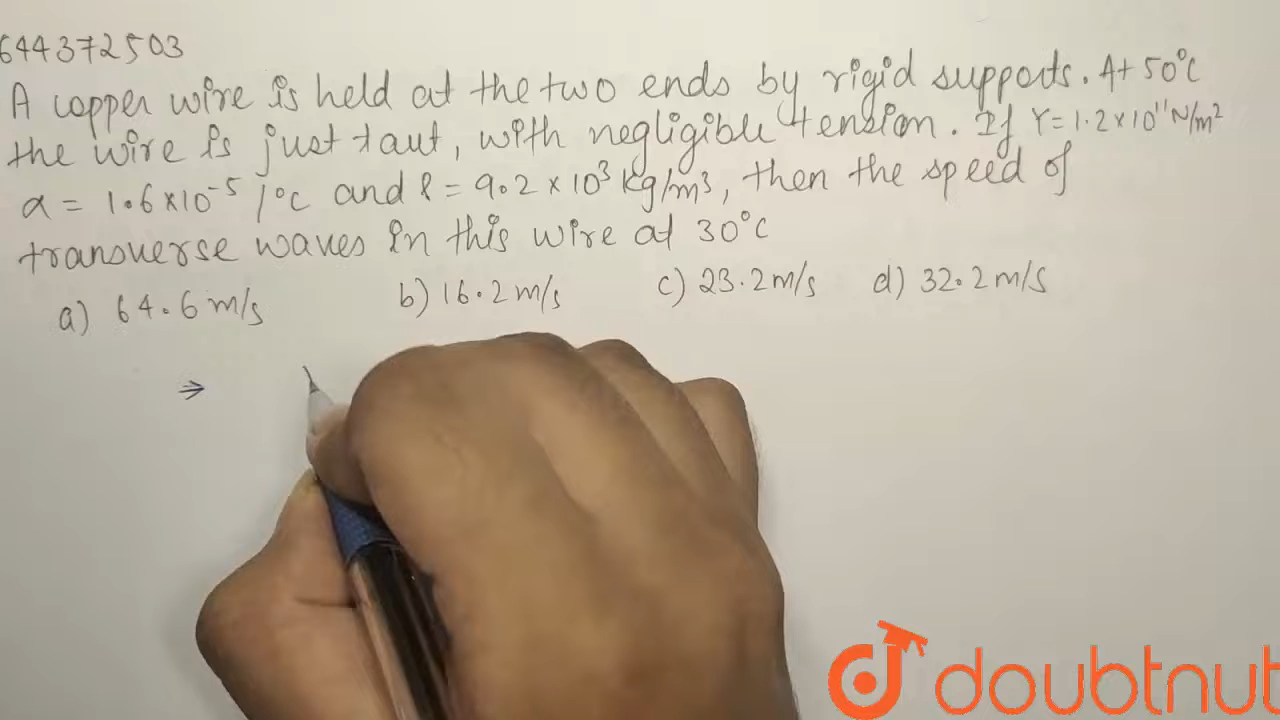 644372503
A copper wire is held at the two ends by rigid supports. At 50°C
the wire is just taut, with negligible tension. If Y = 1.2×10¹¹ N/m²
α = 1.6×10⁻⁵ /°C and ρ = 9.2 × 10³ kg/m³, then the speed of
transverse waves in this wire at 30°C
a) 64.6 m/s b) 16.2 m/s c) 23.2 m/s d) 32.2 m/s
⇒
doubtnut